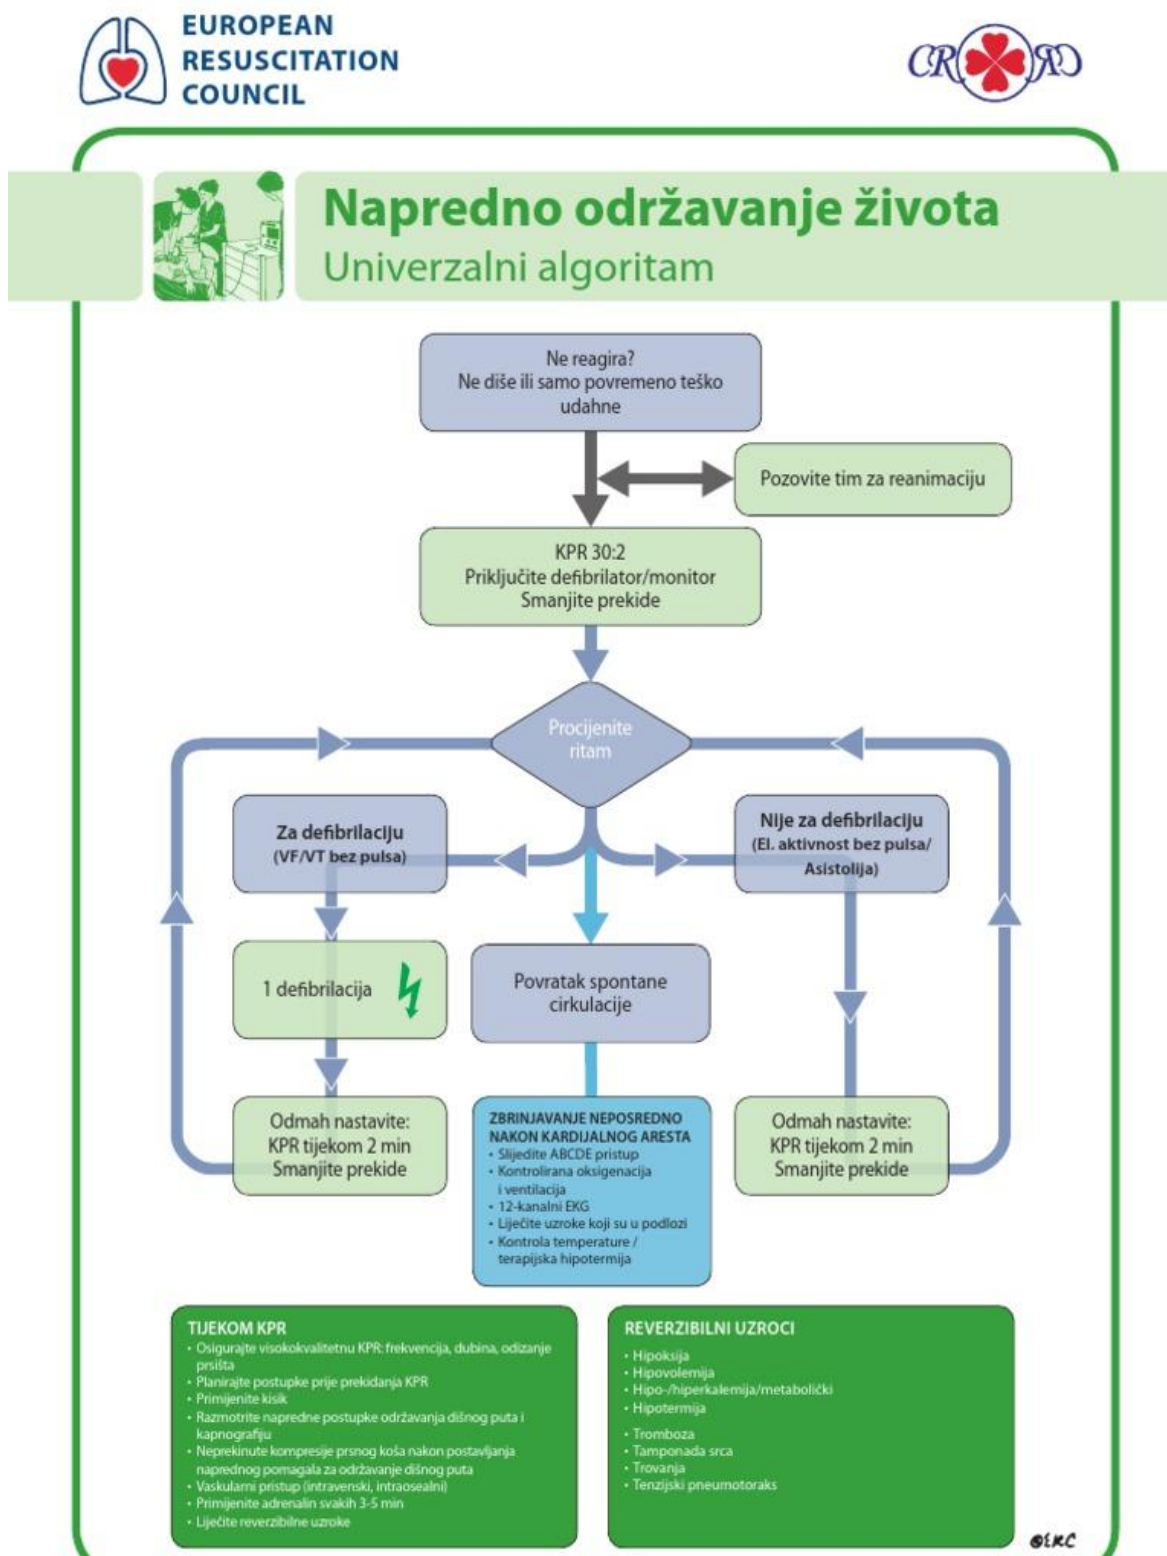 EUROPEAN
RESUSCITATION
COUNCIL
CRO
Napredno održavanje života
Univerzalni algoritam
Ne reagira?
Ne diše ili samo povremeno teško
udahne
Pozovite tim za reanimaciju
KPR 30:2
Priključite defibrilator/monitor
Smanjite prekide
Procijenite
ritam
Za defibrilaciju
(VF/VT bez pulsa)
Nije za defibrilaciju
(El. aktivnost bez pulsa/
Asistolija)
1 defibrilacija
Povratak spontane
cirkulacije
Odmah nastavite:
KPR tijekom 2 min
Smanjite prekide
ZBRINJAVANJE NEPOSREDNO
NAKON KARDIJALNOG ARESTA
• Slijedite ABCDE pristup
• Kontrolirana oksigenacija
i ventilacija
• 12-kanalni EKG
• Liječite uzroke koji su u podlozi
• Kontrola temperature /
terapijska hipotermija
Odmah nastavite:
KPR tijekom 2 min
Smanjite prekide
TIJEKOM KPR
• Osigurajte visokokvalitetnu KPR: frekvencija, dubina, odizanje
prsišta
• Planirajte postupke prije prekidanja KPR
• Primijenite kisik
• Razmotrite napredne postupke održavanja dišnog puta i
kapnografiju
• Neprekinute kompresije prsnog koša nakon postavljanja
naprednog pomagala za održavanje dišnog puta
• Vaskularni pristup (intravenski, intraosealni)
• Primijenite adrenalin svakih 3-5 min
• Liječite reverzibilne uzroke
REVERZIBILNI UZROCI
• Hipoksija
• Hipovolemija
• Hipo-/hiperkalemija/metabolički
• Hipotermija
• Tromboza
• Tamponada srca
• Trovanja
• Tenzijski pneumotoraks
©ERC